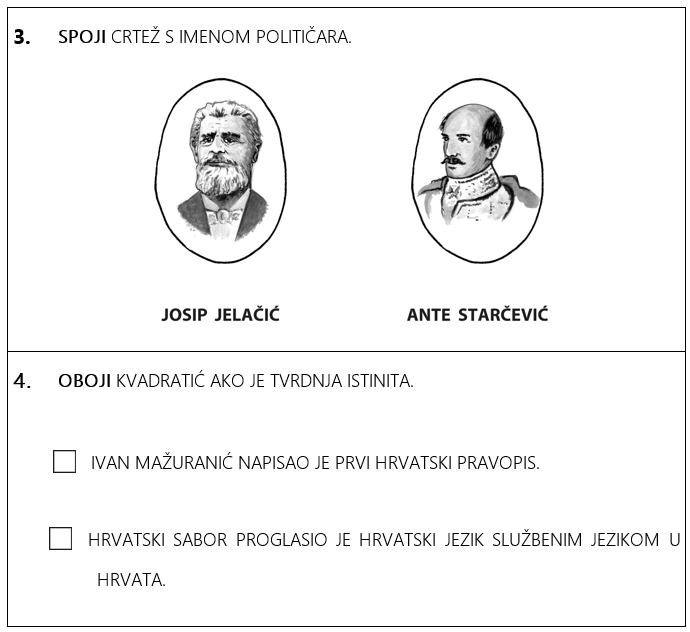 3. SPOJI CRTEŽ S IMENOM POLITIČARA.
JOSIP JELAČIĆ ANTE STARČEVIĆ
4. OBOJI KVADRATIĆ AKO JE TVRDNJA ISTINITA.
IVAN MAŽURANIĆ NAPISAO JE PRVI HRVATSKI PRAVOPIS.
HRVATSKI SABOR PROGLASIO JE HRVATSKI JEZIK SLUŽBENIM JEZIKOM U
HRVATA.